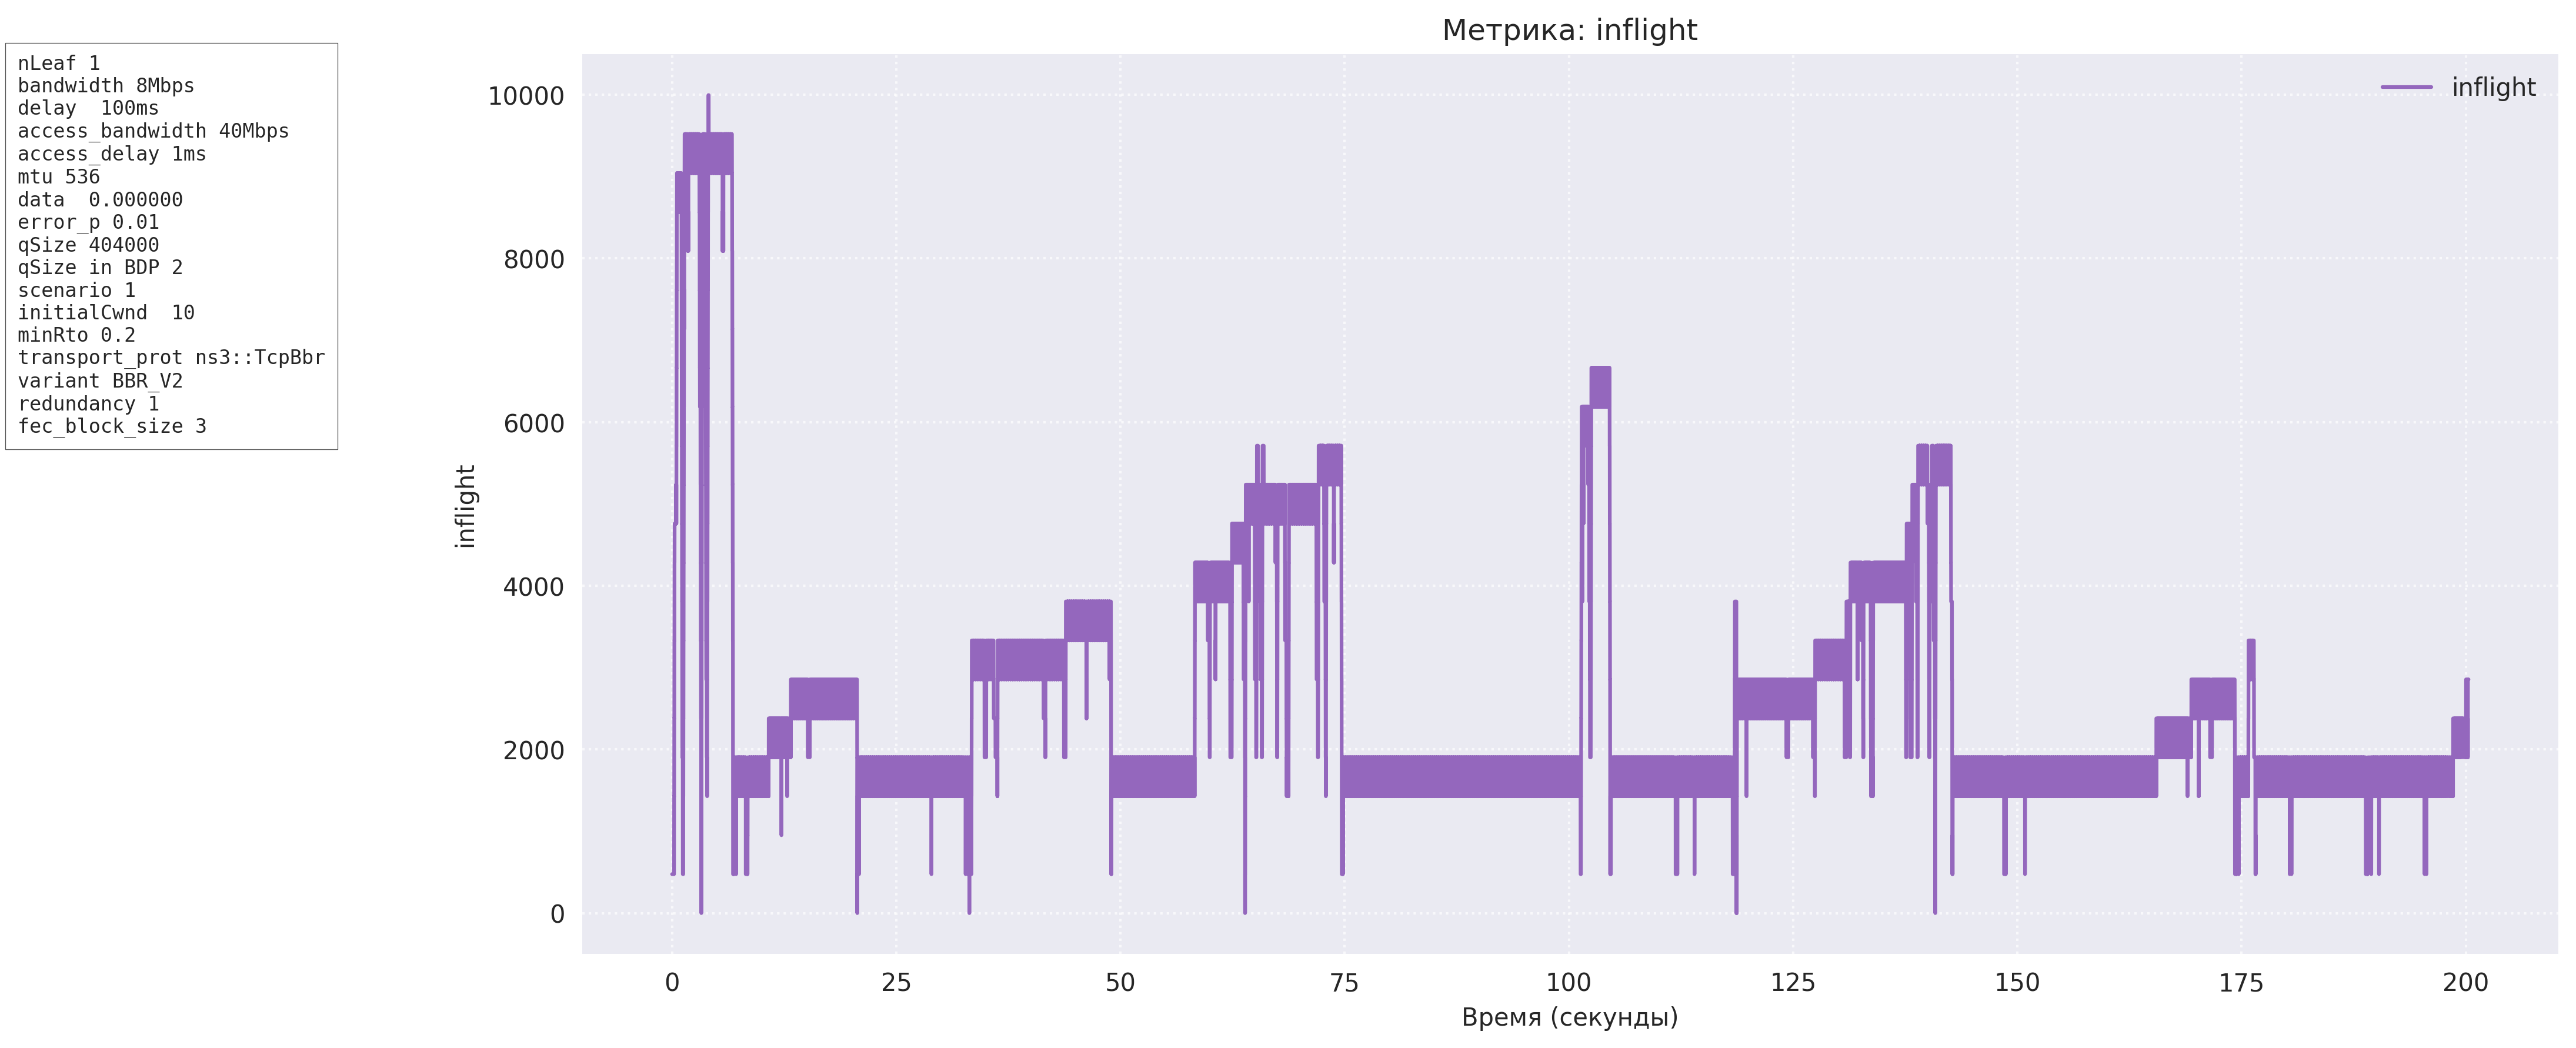 Метрика: inflight
nLeaf 1
bandwidth 8Mbps
delay  100ms
access_bandwidth 40Mbps
access_delay 1ms
mtu 536
data  0.000000
error_p 0.01
qSize 404000
qSize in BDP 2
scenario 1
initialCwnd  10
minRto 0.2
transport_prot ns3::TcpBbr
variant BBR_V2
redundancy 1
fec_block_size 3
inflight
inflight
10000
8000
6000
4000
2000
0
0 25 50 75 100 125 150 175 200
Время (секунды)